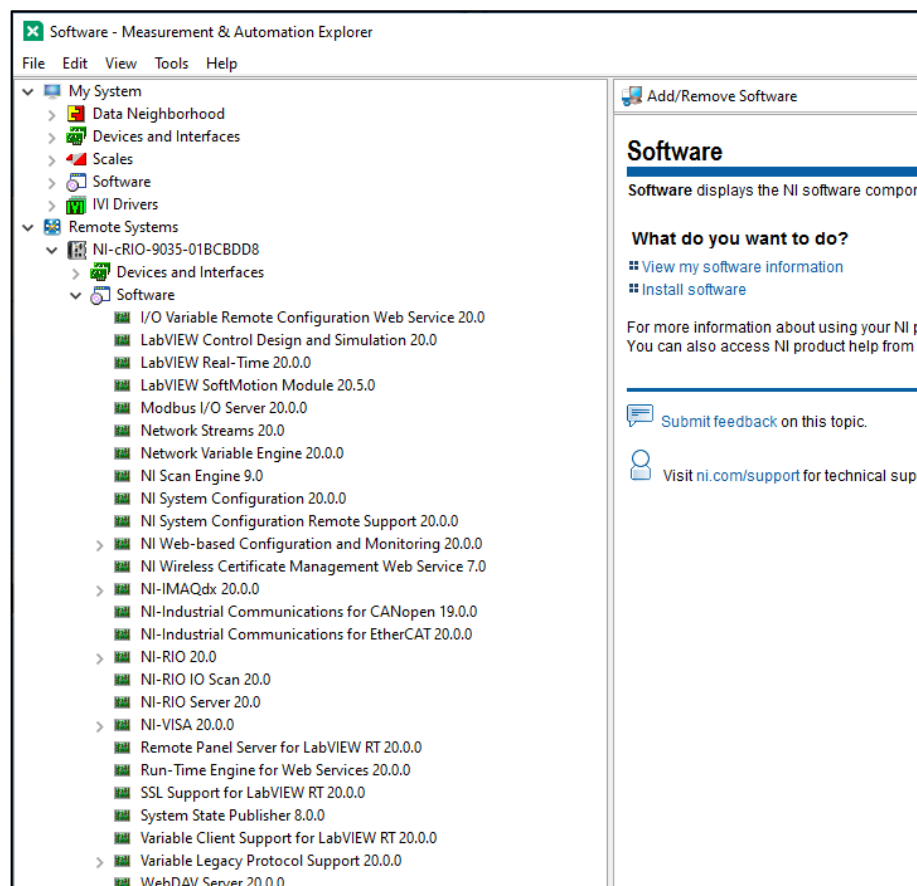 Software - Measurement & Automation Explorer
File Edit View Tools Help
My System
Data Neighborhood
Devices and Interfaces
Scales
Software
IVI Drivers
Remote Systems
NI-cRIO-9035-01BCBDD8
Devices and Interfaces
Software
I/O Variable Remote Configuration Web Service 20.0
LabVIEW Control Design and Simulation 20.0
LabVIEW Real-Time 20.0.0
LabVIEW SoftMotion Module 20.5.0
Modbus I/O Server 20.0.0
Network Streams 20.0
Network Variable Engine 20.0.0
NI Scan Engine 9.0
NI System Configuration 20.0.0
NI System Configuration Remote Support 20.0.0
NI Web-based Configuration and Monitoring 20.0.0
NI Wireless Certificate Management Web Service 7.0
NI-IMAQdx 20.0.0
NI-Industrial Communications for CANopen 19.0.0
NI-Industrial Communications for EtherCAT 20.0.0
NI-RIO 20.0
NI-RIO IO Scan 20.0
NI-RIO Server 20.0
NI-VISA 20.0.0
Remote Panel Server for LabVIEW RT 20.0.0
Run-Time Engine for Web Services 20.0.0
SSL Support for LabVIEW RT 20.0.0
System State Publisher 8.0.0
Variable Client Support for LabVIEW RT 20.0.0
Variable Legacy Protocol Support 20.0.0
WebDAV Server 20.0.0
Add/Remove Software
Software
Software displays the NI software compo
What do you want to do?
View my software information
Install software
For more information about using your NI p
You can also access NI product help from
Submit feedback on this topic.
Visit ni.com/support for technical sup